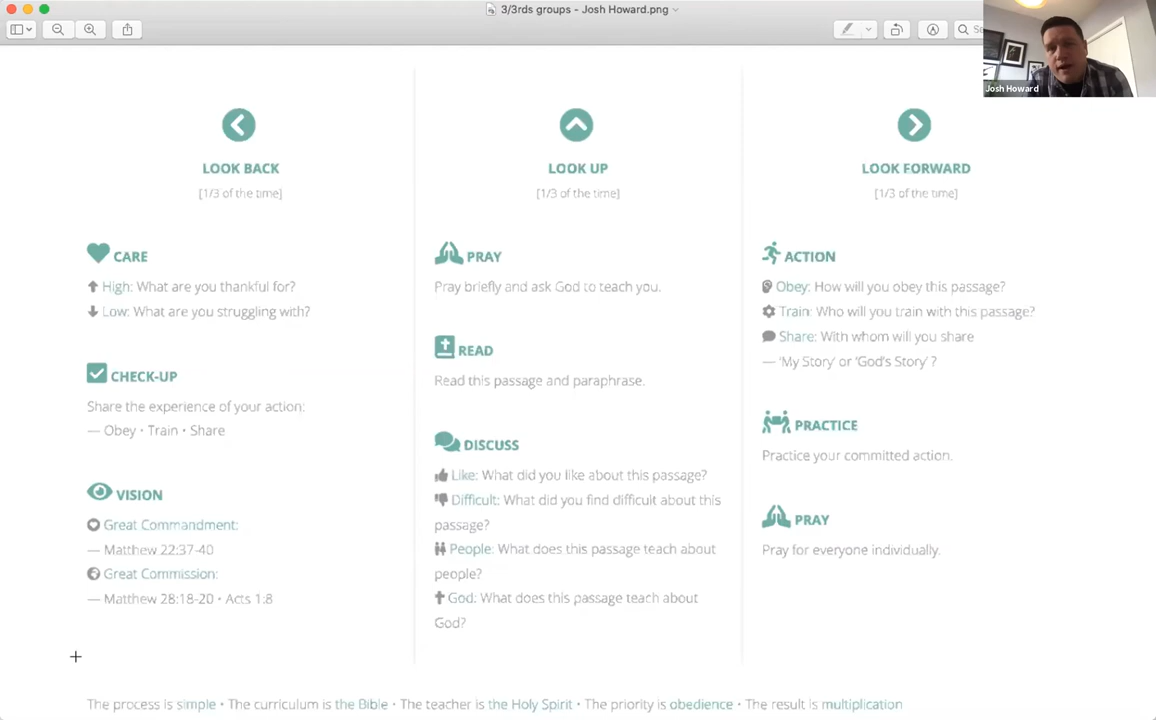 3/3rds groups - Josh Howard.png
Josh Howard
LOOK BACK
[1/3 of the time]
CARE
High: What are you thankful for?
Low: What are you struggling with?
CHECK-UP
Share the experience of your action:
— Obey • Train • Share
VISION
Great Commandment:
— Matthew 22:37-40
Great Commission:
— Matthew 28:18-20 • Acts 1:8
LOOK UP
[1/3 of the time]
PRAY
Pray briefly and ask God to teach you.
READ
Read this passage and paraphrase.
DISCUSS
Like: What did you like about this passage?
Difficult: What did you find difficult about this
passage?
People: What does this passage teach about
people?
God: What does this passage teach about
God?
LOOK FORWARD
[1/3 of the time]
ACTION
Obey: How will you obey this passage?
Train: Who will you train with this passage?
Share: With whom will you share
— ‘My Story’ or ‘God's Story’ ?
PRACTICE
Practice your committed action.
PRAY
Pray for everyone individually.
The process is simple • The curriculum is the Bible • The teacher is the Holy Spirit • The priority is obedience • The result is multiplication